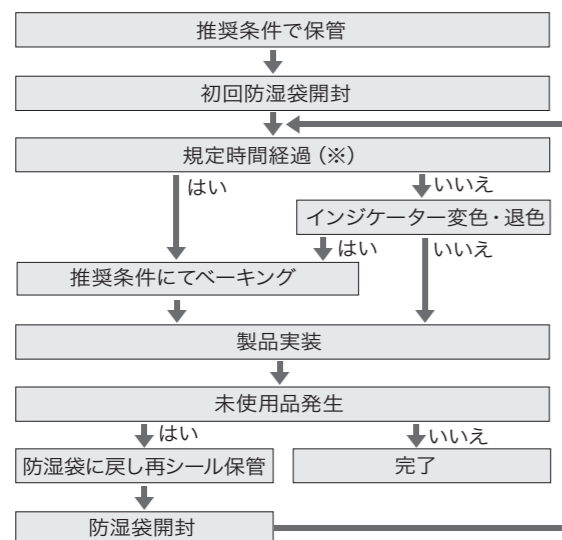 推奨条件で保管
初回防湿袋開封
規定時間経過（※）
はい
いいえ
インジケーター変色・退色
はい
いいえ
推奨条件にてベーキング
製品実装
未使用品発生
はい
いいえ
防湿袋に戻し再シール保管
完了
防湿袋開封